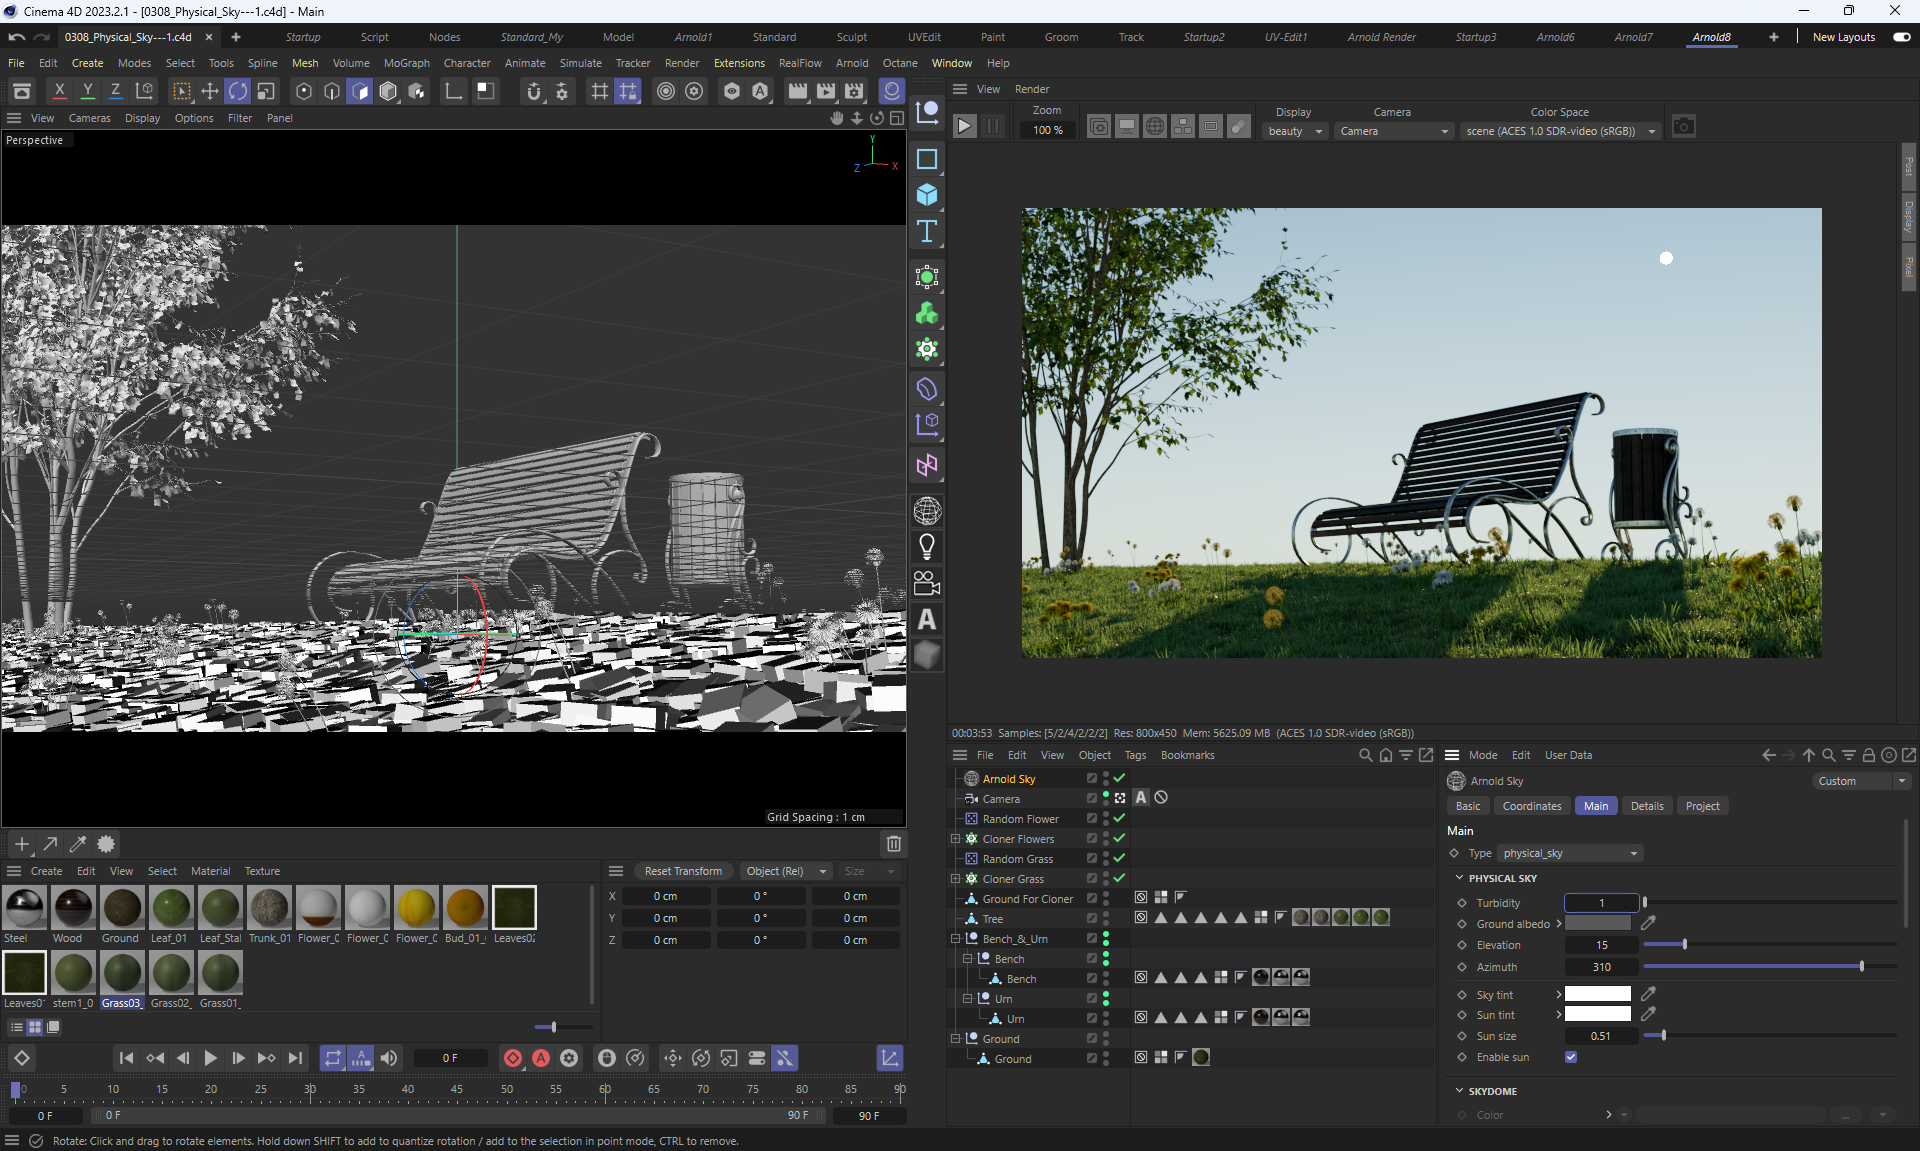 Cinema 4D 2023.2.1 - [0308_Physical_Sky---1.c4d] - Main
0308_Physical_Sky---1.c4d
Startup Script Nodes Standard_My Model Arnold1 Standard Sculpt UVEdit Paint Groom Track Startup2 UV-Edit1 Arnold Render Startup3 Arnold6 Arnold7 Arnold8 New Layouts
File Edit Create Modes Select Tools Spline Mesh Volume MoGraph Character Animate Simulate Tracker Render Extensions RealFlow Arnold Octane Window Help
X Y Z
View Cameras Display Options Filter Panel
Perspective
Y
Z X
Grid Spacing : 1 cm
View Render
Zoom Display Camera Color Space
100 % beauty Camera scene (ACES 1.0 SDR-video (sRGB))
Post
Display
Pixel
00:03:53 Samples: [5/2/4/2/2/2] Res: 800x450 Mem: 5625.09 MB (ACES 1.0 SDR-video (sRGB))
File Edit View Object Tags Bookmarks
Arnold Sky
Camera
Random Flower
Cloner Flowers
Random Grass
Cloner Grass
Ground For Cloner
Tree
Bench_&_Urn
Bench
Bench
Urn
Urn
Ground
Ground
Mode Edit User Data
Arnold Sky Custom
Basic Coordinates Main Details Project
Main
Type physical_sky
PHYSICAL SKY
Turbidity 1
Ground albedo
Elevation 15
Azimuth 310
Sky tint
Sun tint
Sun size 0.51
Enable sun
SKYDOME
Color ...
Create Edit View Select Material Texture
Steel Wood Ground Leaf_01 Leaf_Stal Trunk_01 Flower_0 Flower_0 Flower_0 Bud_01_ Leaves02
Leaves01 stem1_0 Grass03_ Grass02_ Grass01_
Reset Transform Object (Rel) Size
X 0 cm 0 ° 0 cm
Y 0 cm 0 ° 0 cm
Z 0 cm 0 ° 0 cm
0 F
0 5 10 15 20 25 30 35 40 45 50 55 60 65 70 75 80 85 90
0 F 0 F 90 F 90 F
Rotate: Click and drag to rotate elements. Hold down SHIFT to add to quantize rotation / add to the selection in point mode, CTRL to remove.